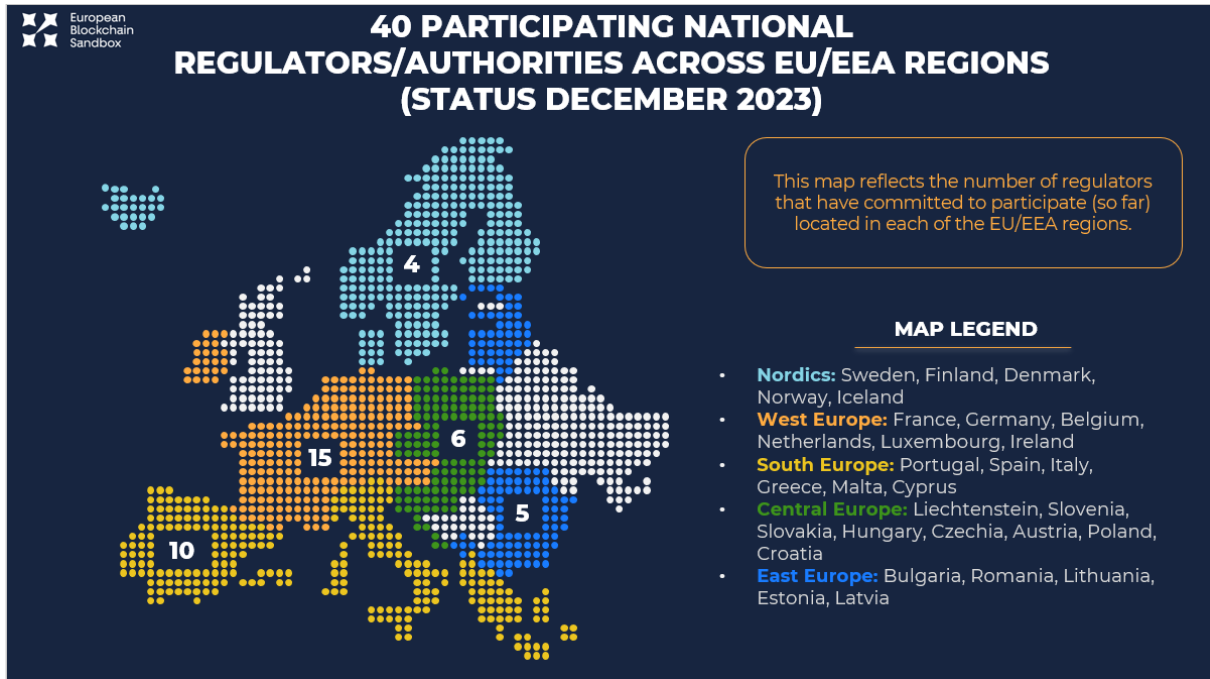 European
Blockchain
Sandbox
40 PARTICIPATING NATIONAL
REGULATORS/AUTHORITIES ACROSS EU/EEA REGIONS
(STATUS DECEMBER 2023)
This map reflects the number of regulators
that have committed to participate (so far)
located in each of the EU/EEA regions.
4
6
15
5
10
MAP LEGEND
• Nordics: Sweden, Finland, Denmark,
Norway, Iceland
• West Europe: France, Germany, Belgium,
Netherlands, Luxembourg, Ireland
• South Europe: Portugal, Spain, Italy,
Greece, Malta, Cyprus
• Central Europe: Liechtenstein, Slovenia,
Slovakia, Hungary, Czechia, Austria, Poland,
Croatia
• East Europe: Bulgaria, Romania, Lithuania,
Estonia, Latvia